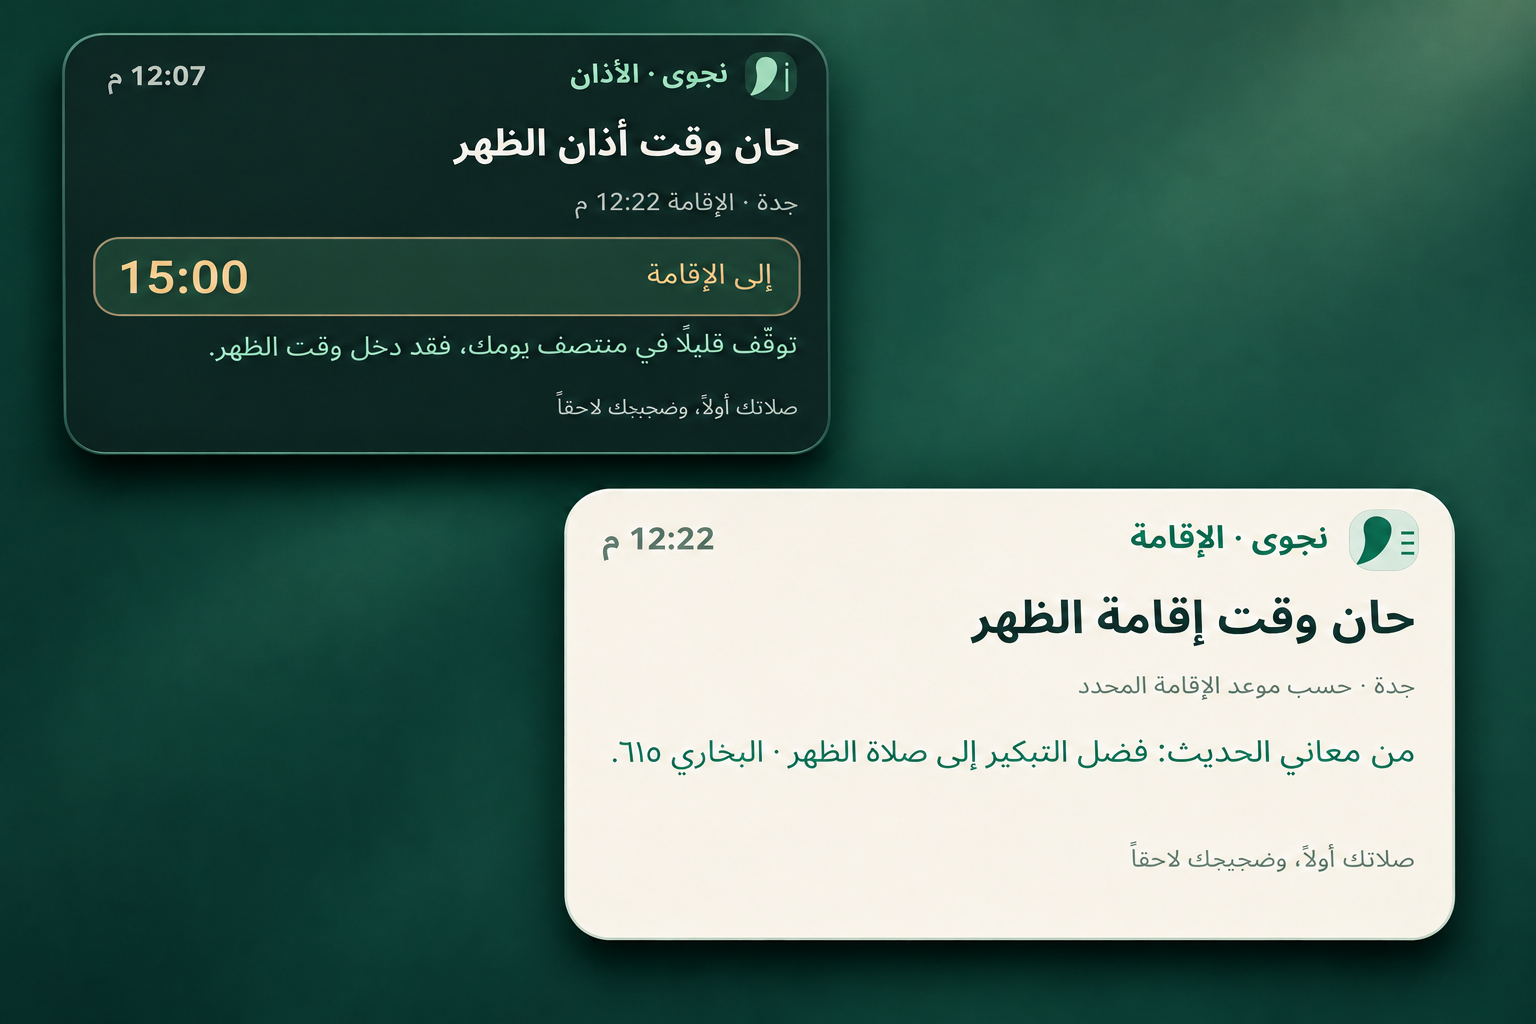 نجوى · الأذان
12:07 م
حان وقت أذان الظهر
جدة · الإقامة 12:22 م
إلى الإقامة
15:00
توقّف قليلًا في منتصف يومك، فقد دخل وقت الظهر.
صلاتك أولاً، وضجيجك لاحقاً
نجوى · الإقامة
12:22 م
حان وقت إقامة الظهر
جدة · حسب موعد الإقامة المحدد
من معاني الحديث: فضل التبكير إلى صلاة الظهر · البخاري ٦١٥.
صلاتك أولاً، وضجيجك لاحقاً